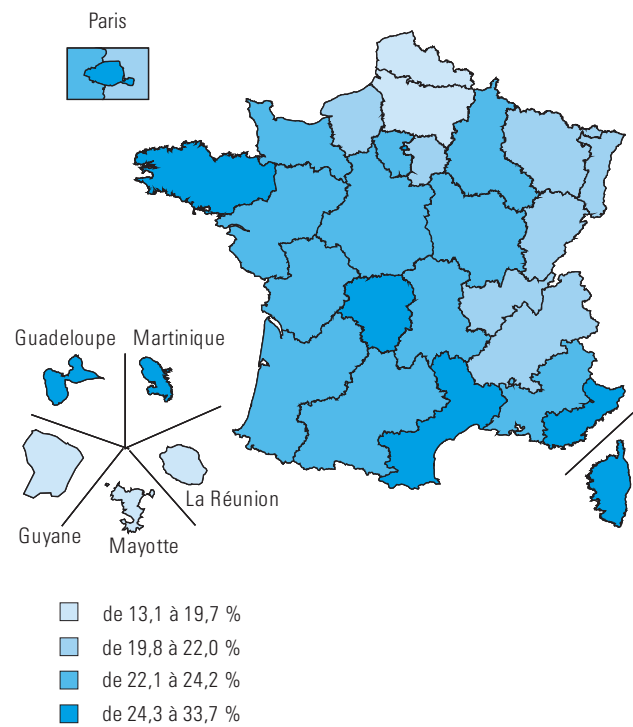 Paris
Guadeloupe
Martinique
La Réunion
Guyane
Mayotte
de 13,1 à 19,7 %
de 19,8 à 22,0 %
de 22,1 à 24,2 %
de 24,3 à 33,7 %